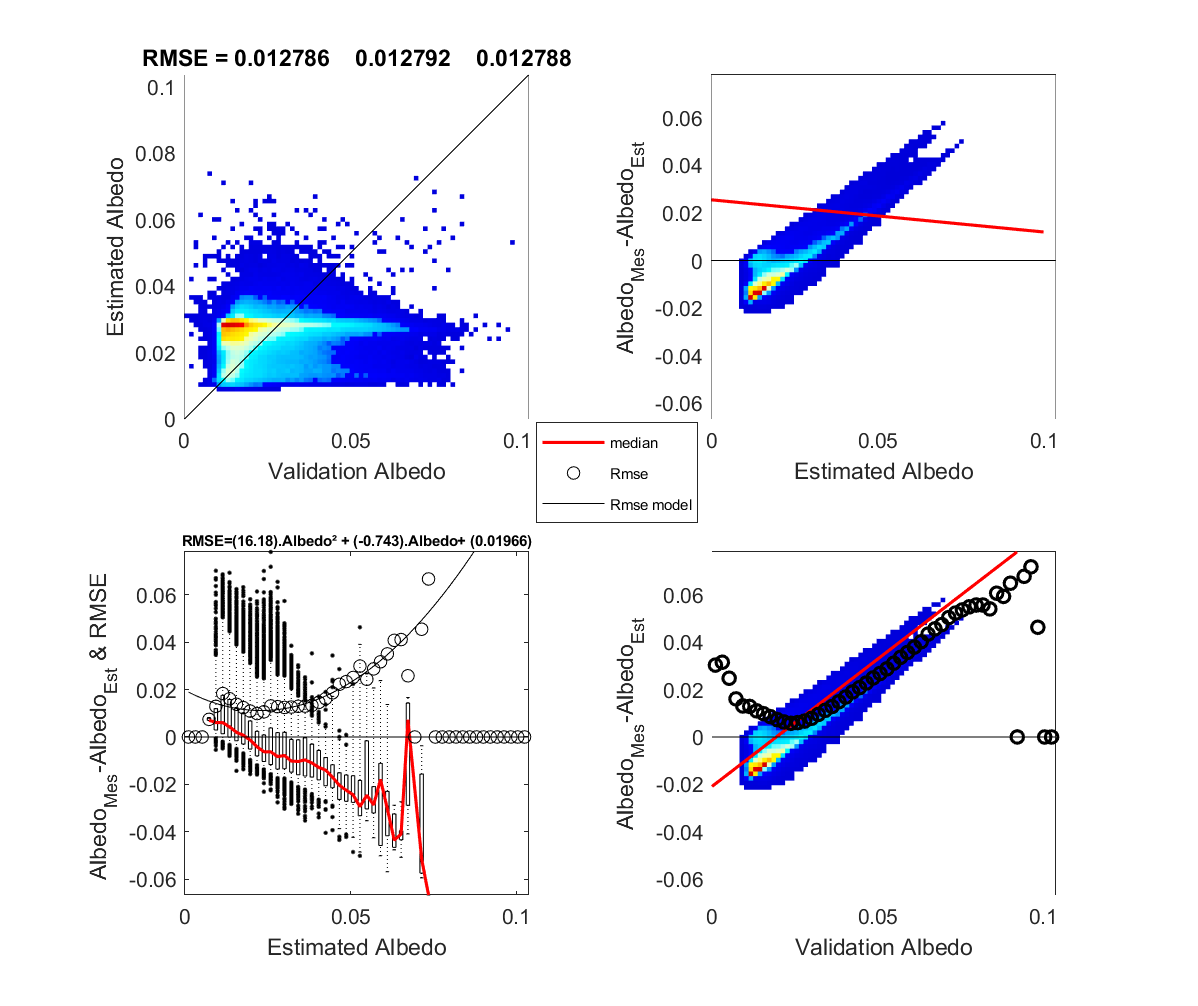 RMSE = 0.012786 0.012792 0.012788
0.1
0.08
0.06
0.04
0.02
0
Estimated Albedo
0 0.05 0.1
Validation Albedo
0.06
0.04
0.02
0
-0.02
-0.04
-0.06
Albedo_Mes-Albedo_Est
0 0.05 0.1
Estimated Albedo
median
Rmse
Rmse model
RMSE=(16.18).Albedo² + (-0.743).Albedo+ (0.01966)
0.06
0.04
0.02
0
-0.02
-0.04
-0.06
Albedo_Mes-Albedo_Est & RMSE
0 0.05 0.1
Estimated Albedo
0.06
0.04
0.02
0
-0.02
-0.04
-0.06
Albedo_Mes-Albedo_Est
0 0.05 0.1
Validation Albedo